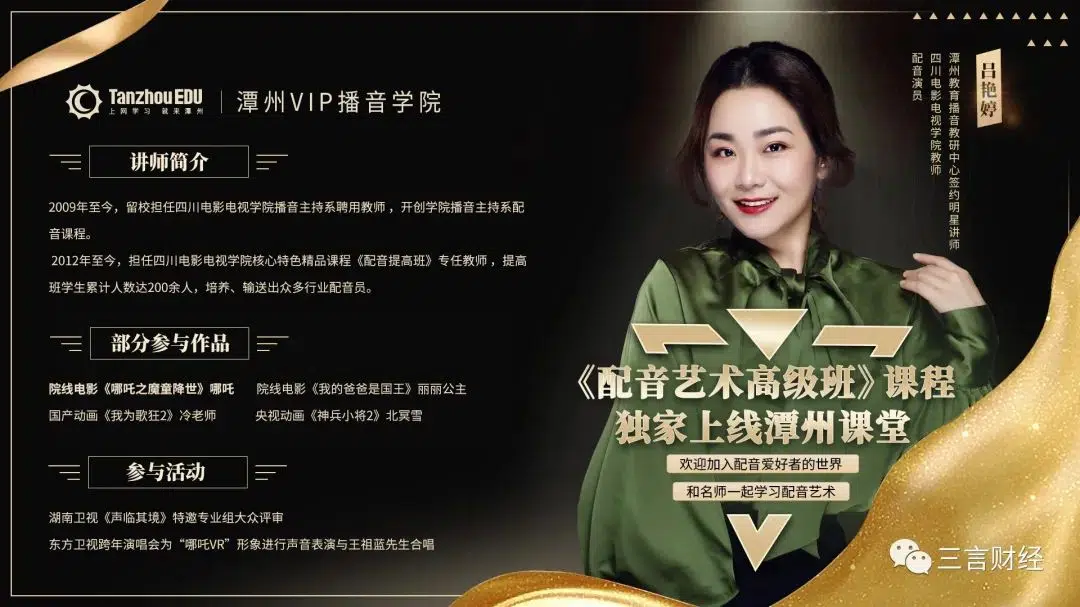 TanzhouEDU
上网学习 就来潭州
潭州VIP播音学院
讲师简介
2009年至今，留校担任四川电影电视学院播音主持系聘用教师，开创学院播音主持系配
音课程。
2012年至今，担任四川电影电视学院核心特色精品课程《配音提高班》专任教师，提高
班学生累计人数达200余人，培养、输送出众多行业配音员。
部分参与作品
院线电影《哪吒之魔童降世》哪吒 院线电影《我的爸爸是国王》丽丽公主
国产动画《我为歌狂2》冷老师 央视动画《神兵小将2》北冥雪
参与活动
湖南卫视《声临其境》特邀专业组大众评审
东方卫视跨年演唱会为“哪吒VR”形象进行声音表演与王祖蓝先生合唱
吕艳婷
潭州教育播音教研中心签约明星讲师
四川电影电视学院教师
配音演员
《配音艺术高级班》课程
独家上线潭州课堂
欢迎加入配音爱好者的世界
和名师一起学习配音艺术
三言财经